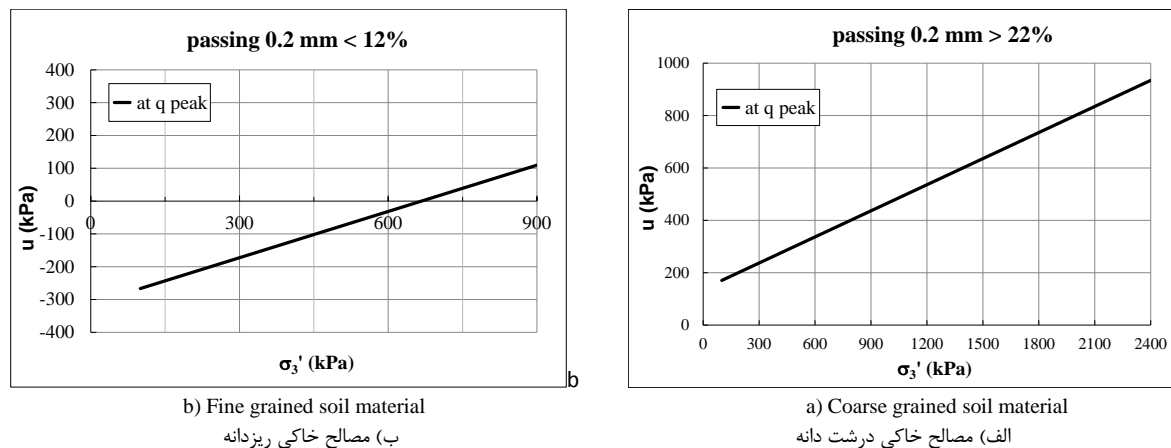 passing 0.2 mm < 12%
400
300
200
100
0
-100
-200
-300
-400
0
300
600
900
at q peak
u (kPa)
σ₃' (kPa)
b
b) Fine grained soil material
ب) مصالح خاکی ریزدانه
passing 0.2 mm > 22%
1000
800
600
400
200
0
0
300
600
900
1200
1500
1800
2100
2400
at q peak
u (kPa)
σ₃' (kPa)
a) Coarse grained soil material
الف) مصالح خاکی درشت دانه